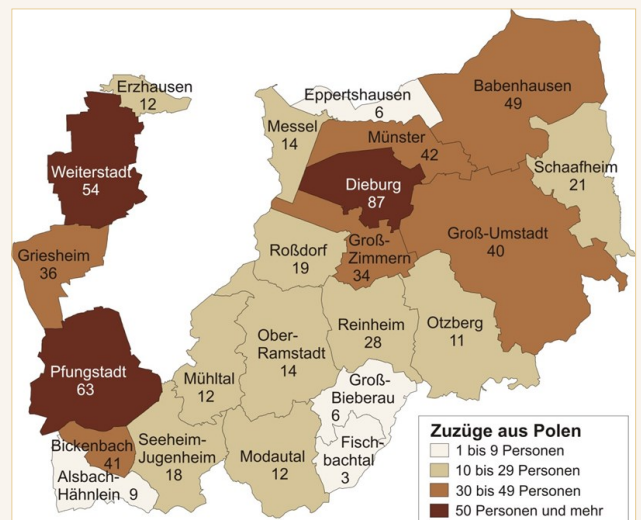 Erzhausen
12
Eppertshausen
6
Babenhausen
49
Messel
14
Münster
42
Weiterstadt
54
Dieburg
87
Schaafheim
21
Griesheim
36
Roßdorf
19
Groß-
Zimmern
34
Groß-Umstadt
40
Pfungstadt
63
Mühltal
12
Ober-
Ramstadt
14
Reinheim
28
Otzberg
11
Groß-
Bieberau
6
Bickenbach
41
Seeheim-
Jugenheim
18
Modautal
12
Fisch-
bachtal
3
Alsbach-
Hähnlein 9
Zuzüge aus Polen
1 bis 9 Personen
10 bis 29 Personen
30 bis 49 Personen
50 Personen und mehr